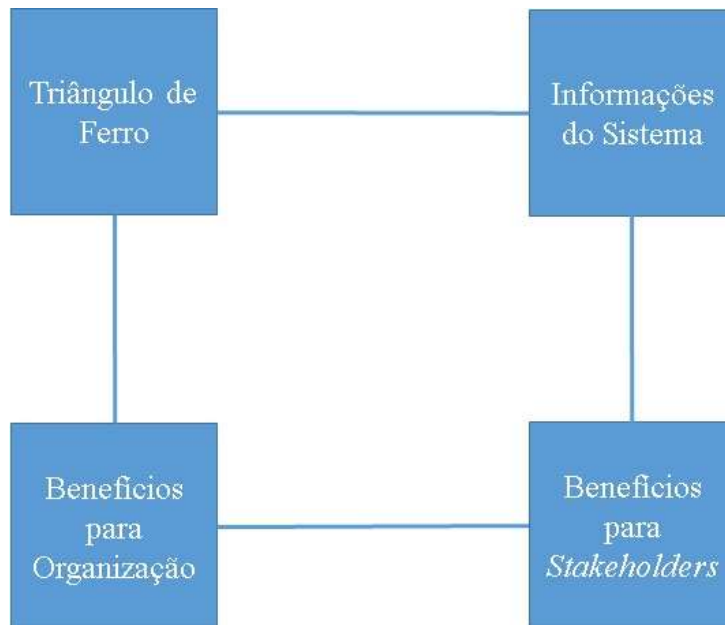 Triângulo de
Ferro
Informações
do Sistema
Benefícios
para
Organização
Benefícios
para
Stakeholders